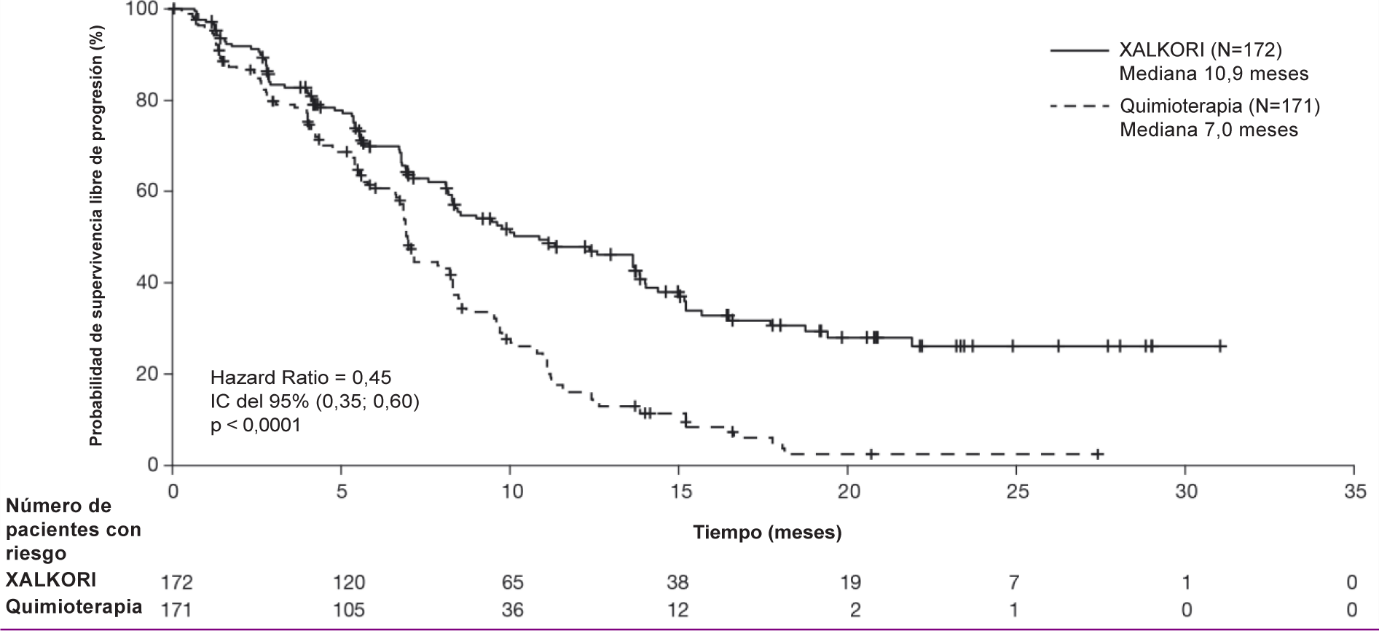 Probabilidad de supervivencia libre de progresión (%)
100
80
60
40
20
0
XALKORI (N=172)
Mediana 10,9 meses
Quimioterapia (N=171)
Mediana 7,0 meses
Hazard Ratio = 0,45
IC del 95% (0,35; 0,60)
p < 0,0001
0 5 10 15 20 25 30 35
Tiempo (meses)
Número de
pacientes con
riesgo
XALKORI 172 120 65 38 19 7 1 0
Quimioterapia 171 105 36 12 2 1 0 0